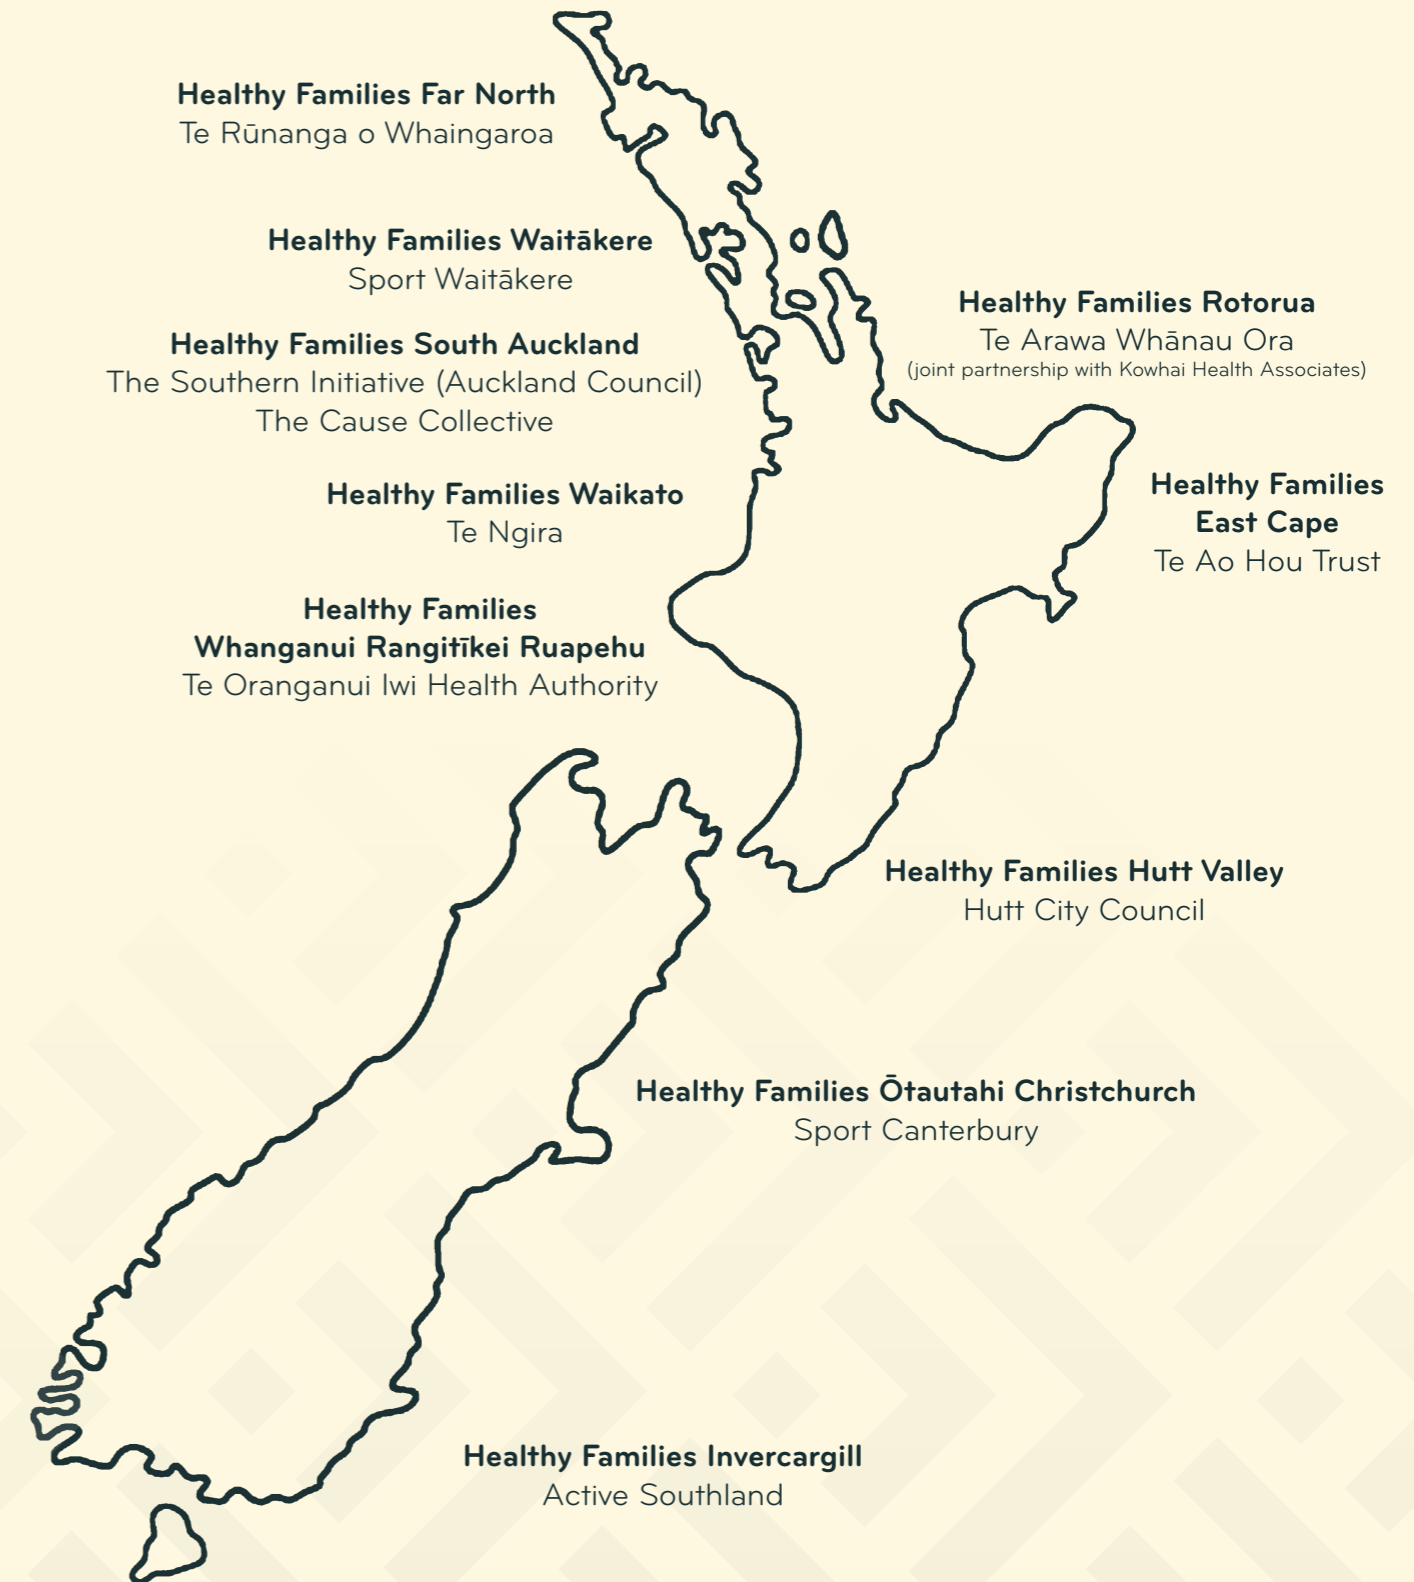 Healthy Families Far North
Te Rūnanga o Whaingaroa
Healthy Families Waitākere
Sport Waitākere
Healthy Families South Auckland
The Southern Initiative (Auckland Council)
The Cause Collective
Healthy Families Waikato
Te Ngira
Healthy Families
Whanganui Rangitīkei Ruapehu
Te Oranganui Iwi Health Authority
Healthy Families Rotorua
Te Arawa Whānau Ora
(joint partnership with Kowhai Health Associates)
Healthy Families
East Cape
Te Ao Hou Trust
Healthy Families Hutt Valley
Hutt City Council
Healthy Families Ōtautahi Christchurch
Sport Canterbury
Healthy Families Invercargill
Active Southland